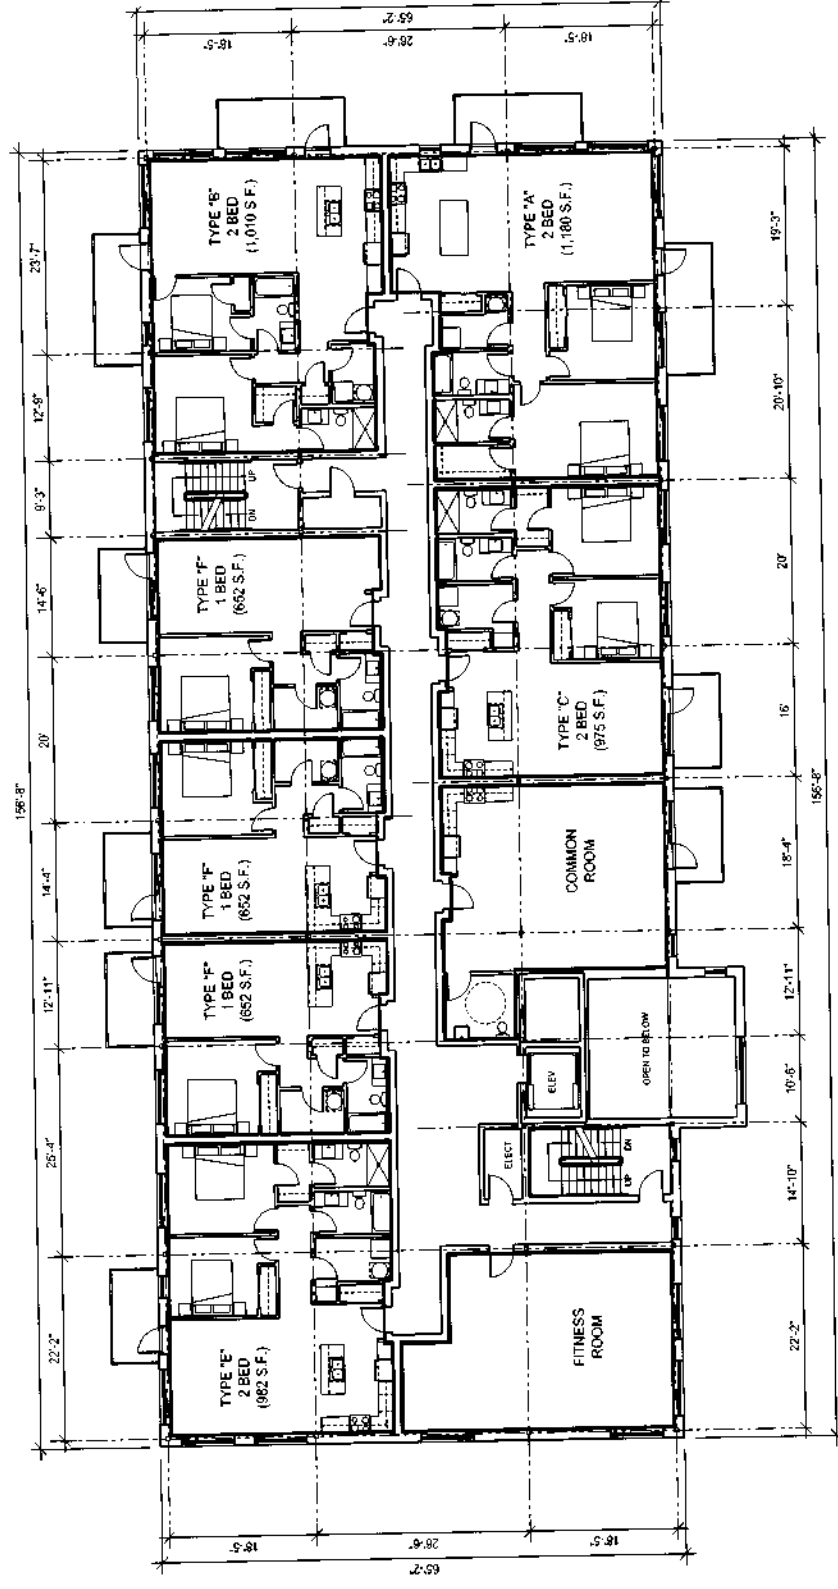 65'-2"
18'-5"
26'-6"
18'-5"
156'-8"
23'-7"
12'-9"
9'-3"
14'-6"
20'
14'-4"
12'-11"
25'-4"
22'-2"
TYPE "B"
2 BED
(1,010 S.F.)
TYPE "A"
2 BED
(1,180 S.F.)
UP
DN
TYPE "F"
1 BED
(652 S.F.)
TYPE "C"
2 BED
(975 S.F.)
TYPE "F"
1 BED
(652 S.F.)
COMMON
ROOM
TYPE "F"
1 BED
(652 S.F.)
ELEV
OPEN TO BELOW
ELECT
UP
DN
TYPE "E"
2 BED
(982 S.F.)
FITNESS
ROOM
156'-8"
19'-3"
20'-10"
20'
16'
18'-4"
12'-11"
10'-6"
14'-10"
22'-2"
18'-5"
26'-6"
18'-5"
65'-2"